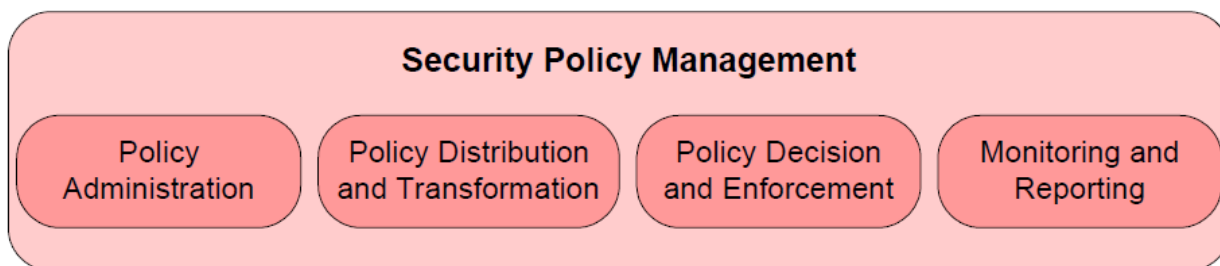 Security Policy Management
Policy
Administration
Policy Distribution
and Transformation
Policy Decision
and Enforcement
Monitoring and
Reporting